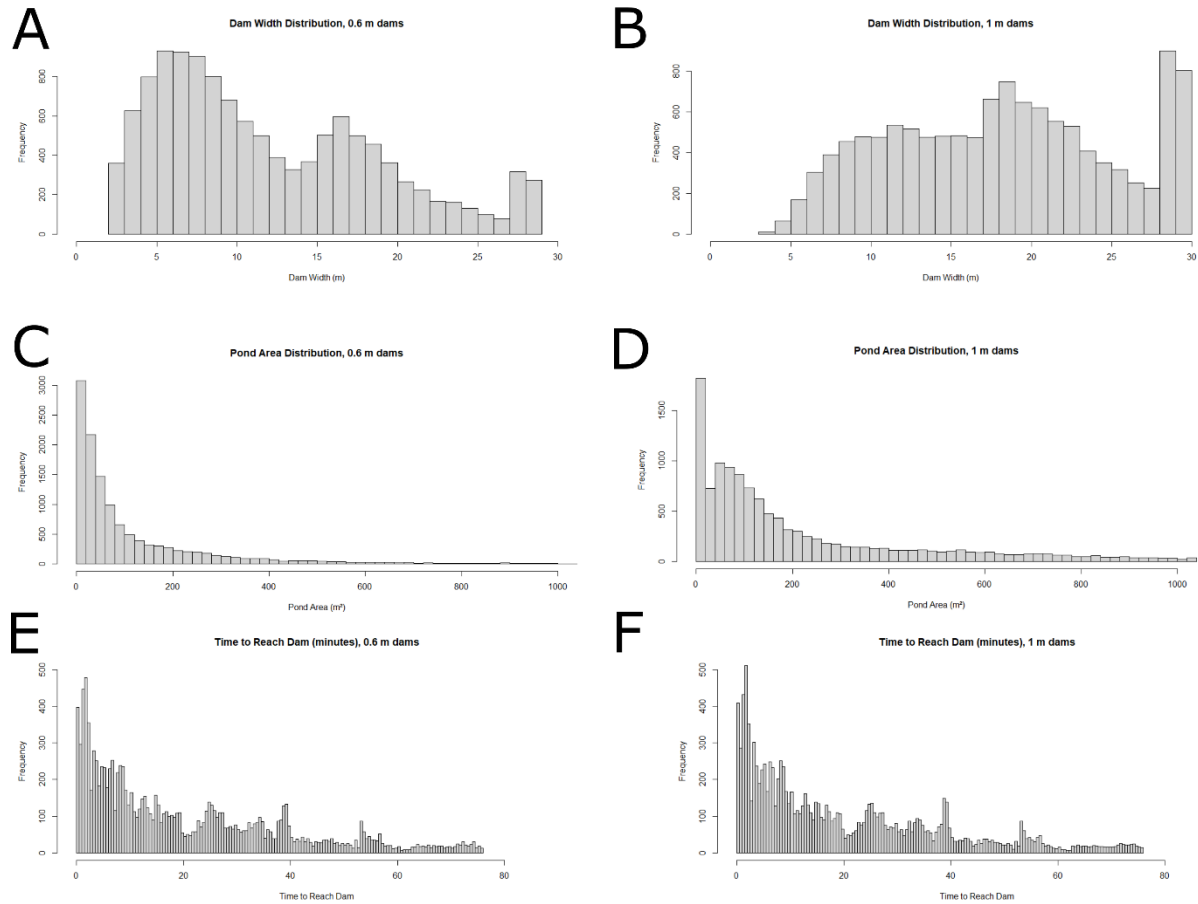 A
Dam Width Distribution, 0.6 m dams
Frequency
0 200 400 600 800
0 5 10 15 20 25 30
Dam Width (m)
B
Dam Width Distribution, 1 m dams
Frequency
0 200 400 600 800
0 5 10 15 20 25 30
Dam Width (m)
C
Pond Area Distribution, 0.6 m dams
Frequency
0 500 1000 1500 2000 2500 3000
0 200 400 600 800 1000
Pond Area (m²)
D
Pond Area Distribution, 1 m dams
Frequency
0 500 1000 1500
0 200 400 600 800 1000
Pond Area (m²)
E
Time to Reach Dam (minutes), 0.6 m dams
Frequency
0 100 200 300 400 500
0 20 40 60 80
Time to Reach Dam
F
Time to Reach Dam (minutes), 1 m dams
Frequency
0 100 200 300 400 500
0 20 40 60 80
Time to Reach Dam